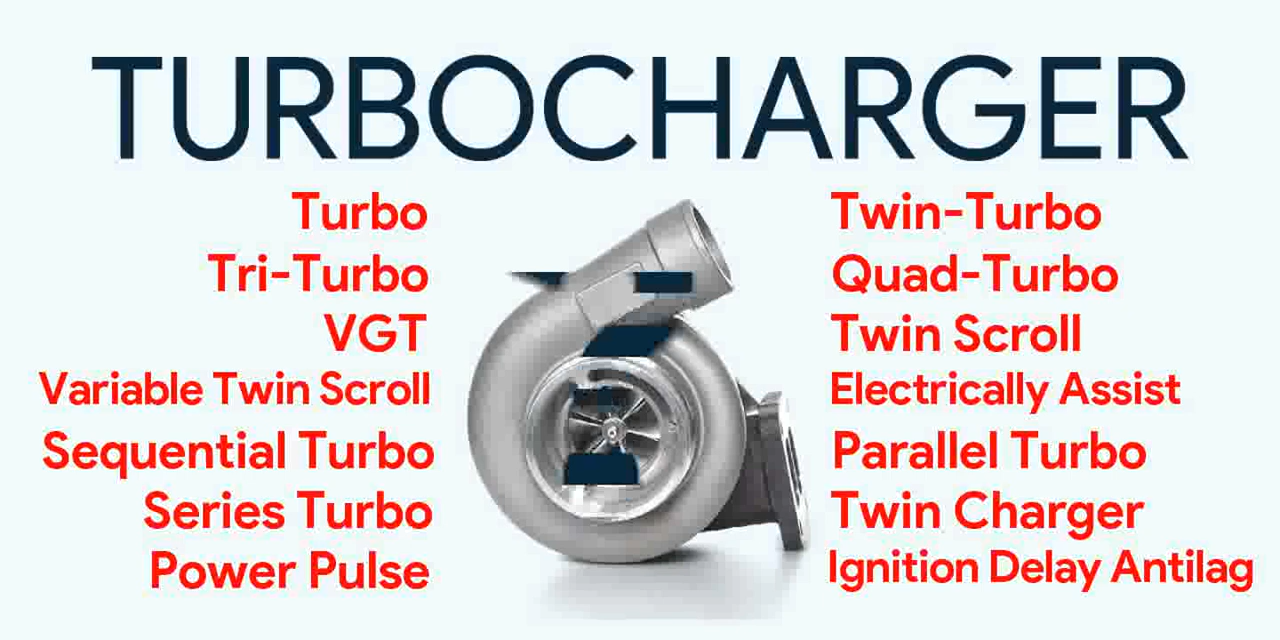 TURBOCHARGER
Turbo
Tri-Turbo
VGT
Variable Twin Scroll
Sequential Turbo
Series Turbo
Power Pulse
Twin-Turbo
Quad-Turbo
Twin Scroll
Electrically Assist
Parallel Turbo
Twin Charger
Ignition Delay Antilag